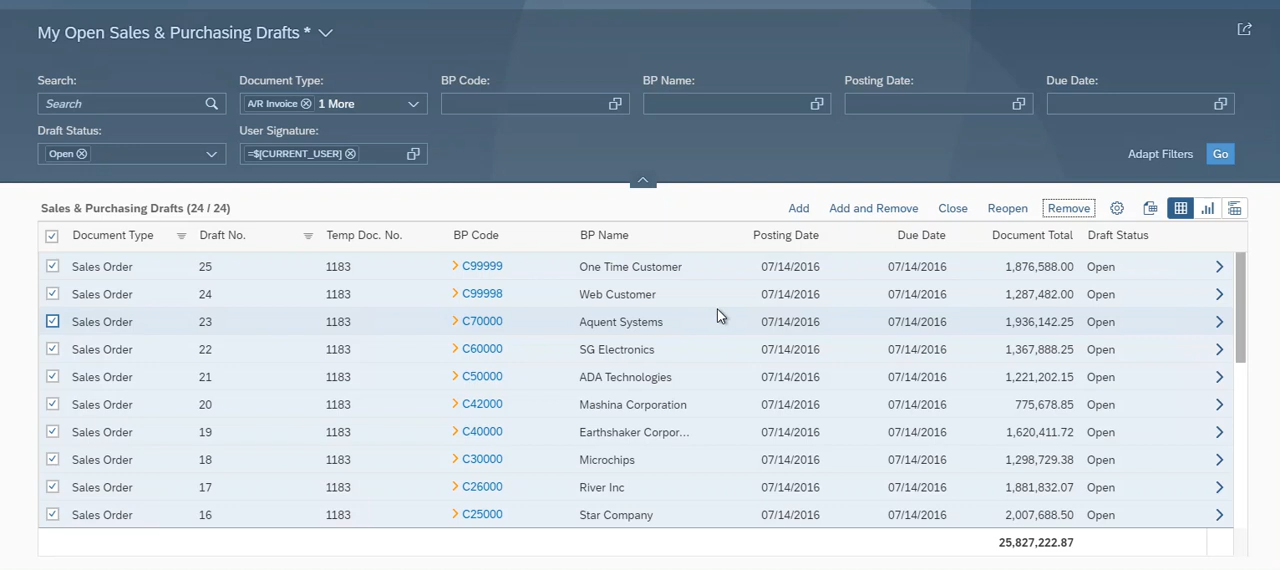 My Open Sales & Purchasing Drafts *
Search: Document Type: BP Code: BP Name: Posting Date: Due Date:
Search A/R Invoice 1 More
Draft Status: User Signature:
Open =$[CURRENT_USER] Adapt Filters Go
Sales & Purchasing Drafts (24 / 24) Add Add and Remove Close Reopen Remove
Document Type Draft No. Temp Doc. No. BP Code BP Name Posting Date Due Date Document Total Draft Status
Sales Order 25 1183 C99999 One Time Customer 07/14/2016 07/14/2016 1,876,588.00 Open
Sales Order 24 1183 C99998 Web Customer 07/14/2016 07/14/2016 1,287,482.00 Open
Sales Order 23 1183 C70000 Aquent Systems 07/14/2016 07/14/2016 1,936,142.25 Open
Sales Order 22 1183 C60000 SG Electronics 07/14/2016 07/14/2016 1,367,888.25 Open
Sales Order 21 1183 C50000 ADA Technologies 07/14/2016 07/14/2016 1,221,202.15 Open
Sales Order 20 1183 C42000 Mashina Corporation 07/14/2016 07/14/2016 775,678.85 Open
Sales Order 19 1183 C40000 Earthshaker Corpor... 07/14/2016 07/14/2016 1,620,411.72 Open
Sales Order 18 1183 C30000 Microchips 07/14/2016 07/14/2016 1,298,729.38 Open
Sales Order 17 1183 C26000 River Inc 07/14/2016 07/14/2016 1,881,832.07 Open
Sales Order 16 1183 C25000 Star Company 07/14/2016 07/14/2016 2,007,688.50 Open
25,827,222.87